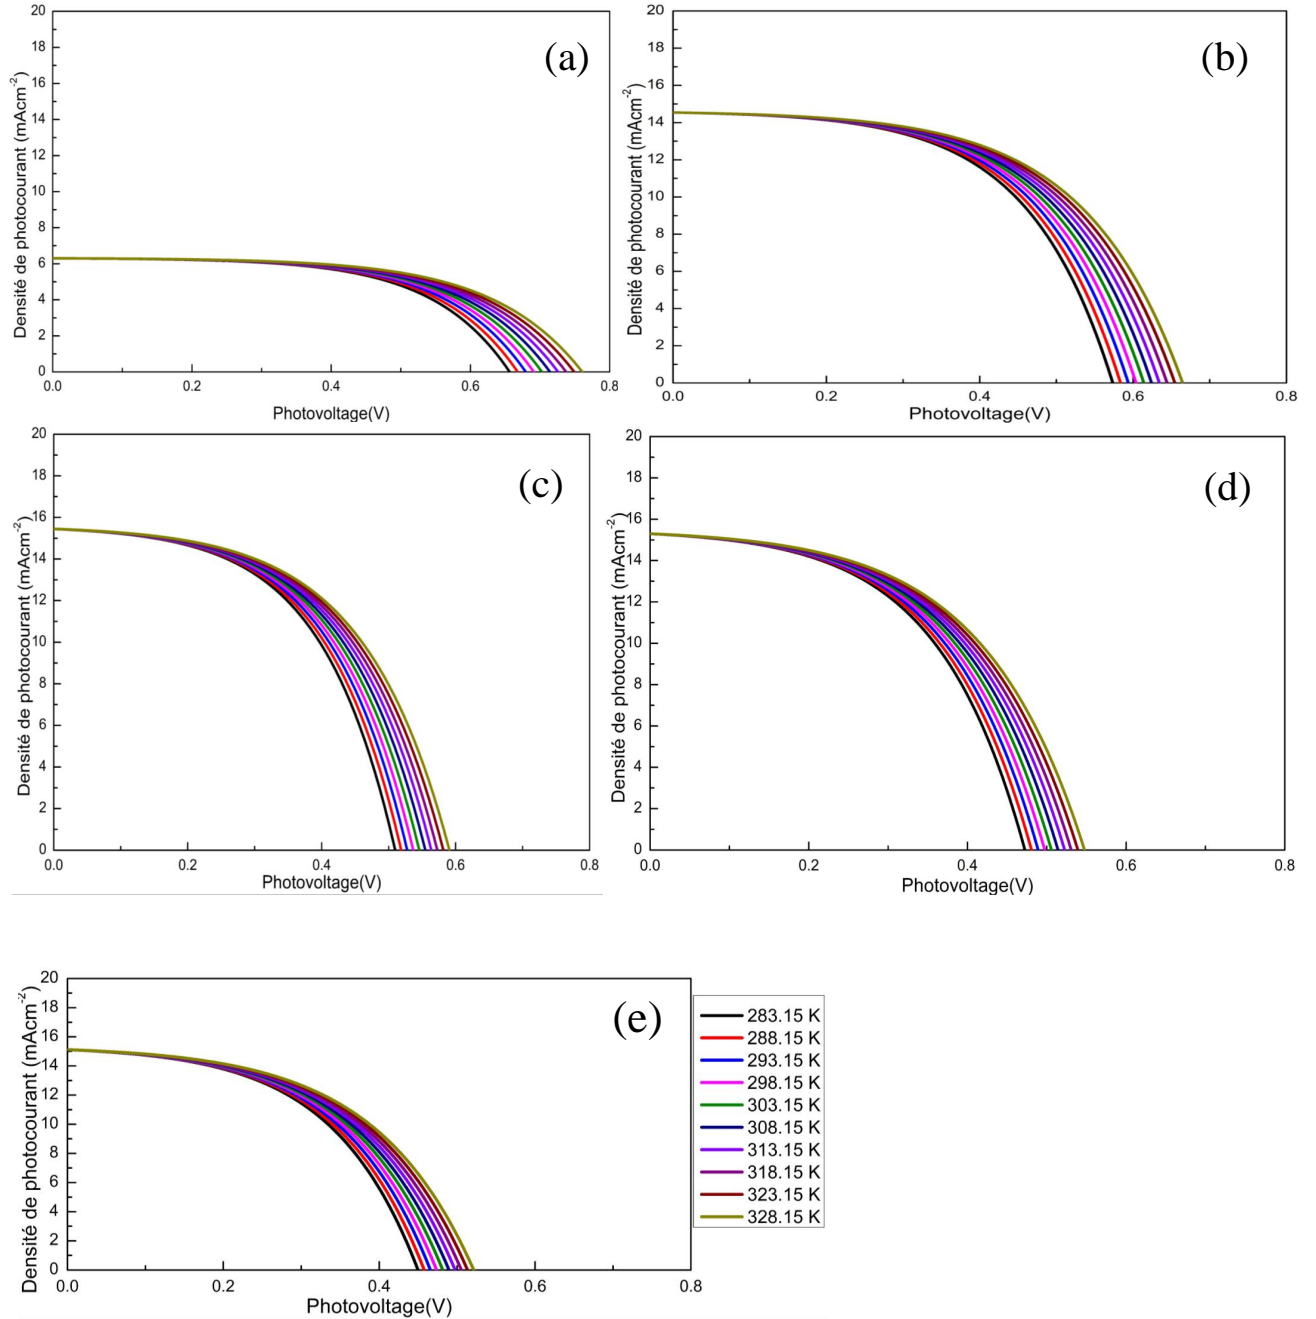 (a)
Densité de photocourant (mAcm-2)
20
18
16
14
12
10
8
6
4
2
0
0.0 0.2 0.4 0.6 0.8
Photovoltage(V)
(b)
Densité de photocourant (mAcm-2)
20
18
16
14
12
10
8
6
4
2
0
0.0 0.2 0.4 0.6 0.8
Photovoltage(V)
(c)
Densité de photocourant (mAcm-2)
20
18
16
14
12
10
8
6
4
2
0
0.0 0.2 0.4 0.6 0.8
Photovoltage(V)
(d)
Densité de photocourant (mAcm-2)
20
18
16
14
12
10
8
6
4
2
0
0.0 0.2 0.4 0.6 0.8
Photovoltage(V)
(e)
Densité de photocourant (mAcm-2)
20
18
16
14
12
10
8
6
4
2
0
0.0 0.2 0.4 0.6 0.8
Photovoltage(V)
283.15 K
288.15 K
293.15 K
298.15 K
303.15 K
308.15 K
313.15 K
318.15 K
323.15 K
328.15 K